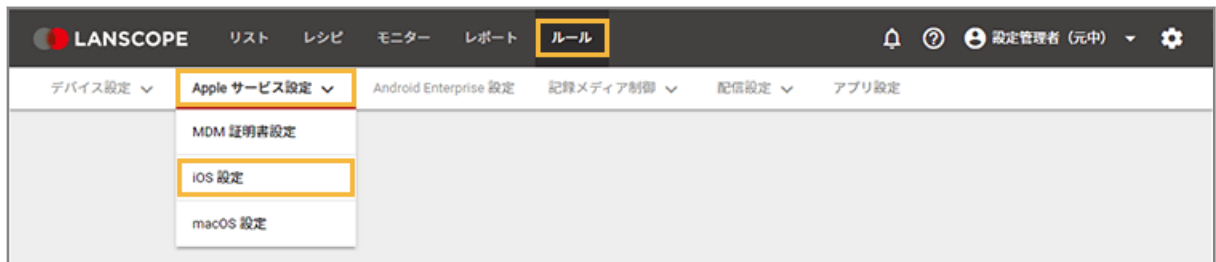 LANSCOPE リスト レシピ モニター レポート ルール 設定管理者（元中）
デバイス設定 Apple サービス設定 Android Enterprise 設定 記録メディア制御 配信設定 アプリ設定
MDM 証明書設定
iOS 設定
macOS 設定